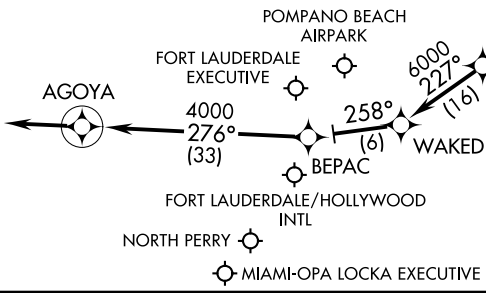 POMPANO BEACH
AIRPARK
FORT LAUDERDALE
EXECUTIVE
6000
227°
(16)
AGOYA
4000
276°
(33)
258°
(6)
WAKED
BEPAC
FORT LAUDERDALE/HOLLYWOOD
INTL
NORTH PERRY
MIAMI-OPA LOCKA EXECUTIVE